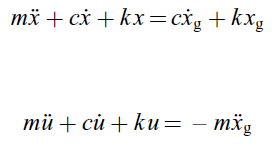 mẍ + cẋ + kx = cẋg + kxg
mü + cu̇ + ku = − mẍg